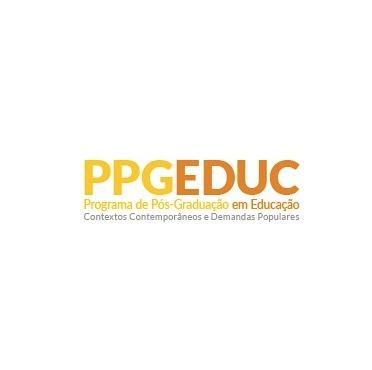 PPGEDUC
Programa de Pós-Graduação em Educação
Contextos Contemporâneos e Demandas Populares